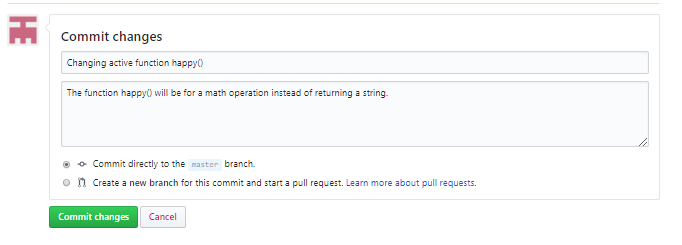 Commit changes
Changing active function happy()
The function happy() will be for a math operation instead of returning a string.
Commit directly to the master branch.
Create a new branch for this commit and start a pull request. Learn more about pull requests.
Commit changes Cancel